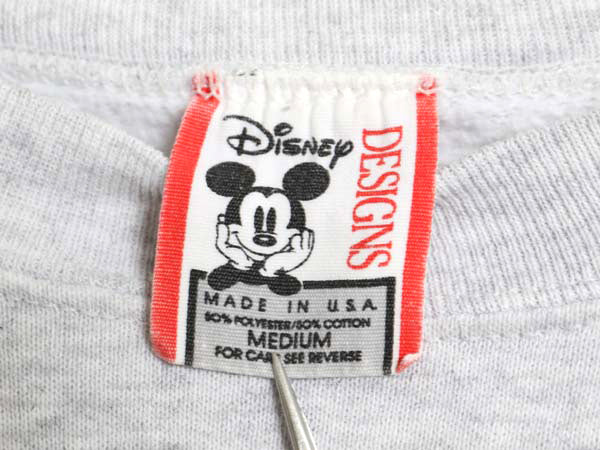 Disney
DESIGNS
MADE IN U.S.A.
50% POLYESTER/50% COTTON
MEDIUM
FOR CARE SEE REVERSE